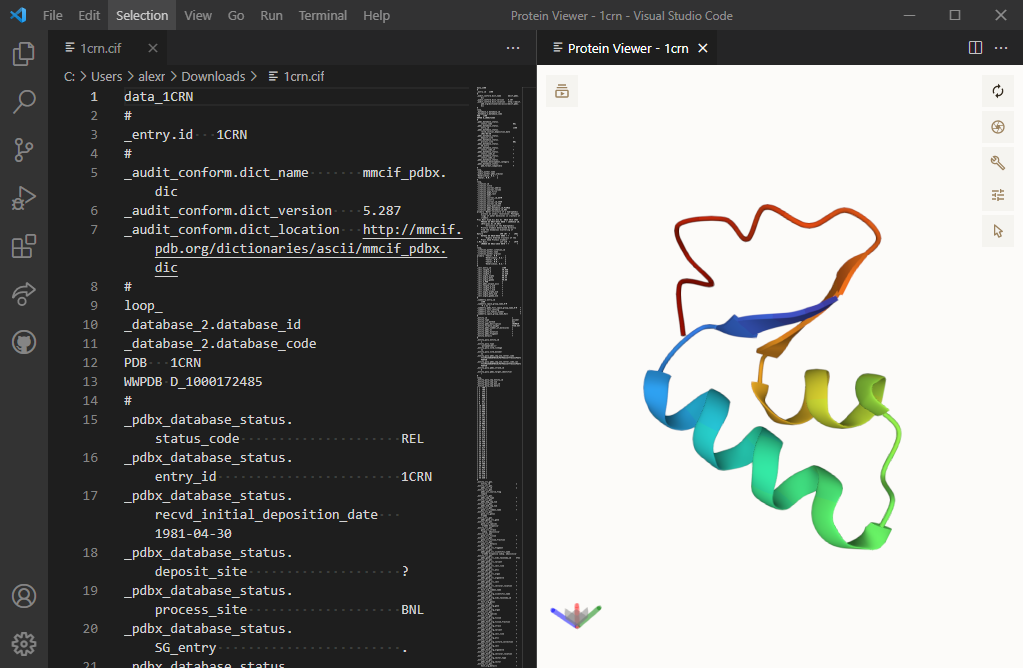 File Edit Selection View Go Run Terminal Help Protein Viewer - 1crn - Visual Studio Code
1crn.cif
Protein Viewer - 1crn
C: > Users > alexr > Downloads > 1crn.cif
1 data_1CRN
2 #
3 _entry.id 1CRN
4 #
5 _audit_conform.dict_name mmcif_pdbx.
dic
6 _audit_conform.dict_version 5.287
7 _audit_conform.dict_location http://mmcif.
pdb.org/dictionaries/ascii/mmcif_pdbx.
dic
8 #
9 loop_
10 _database_2.database_id
11 _database_2.database_code
12 PDB 1CRN
13 WWPDB D_1000172485
14 #
15 _pdbx_database_status.
status_code REL
16 _pdbx_database_status.
entry_id 1CRN
17 _pdbx_database_status.
recvd_initial_deposition_date
1981-04-30
18 _pdbx_database_status.
deposit_site ?
19 _pdbx_database_status.
process_site BNL
20 _pdbx_database_status.
SG_entry .
21 _pdbx_database_status.